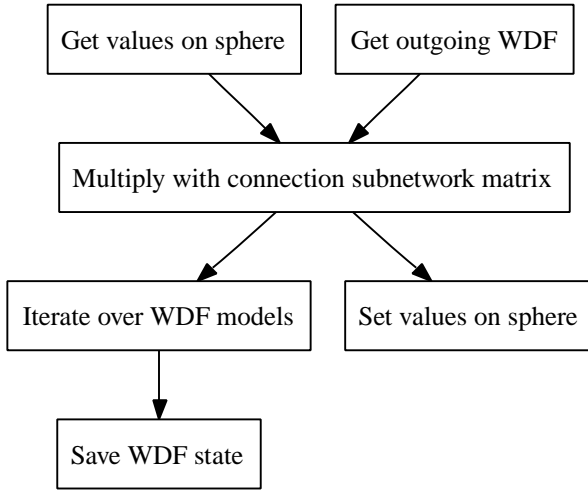 Get values on sphere
Get outgoing WDF
Multiply with connection subnetwork matrix
Iterate over WDF models
Set values on sphere
Save WDF state